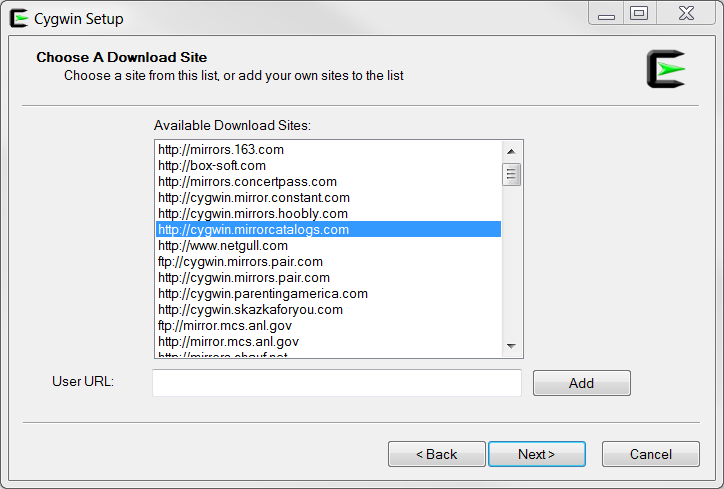 Cygwin Setup
Choose A Download Site
Choose a site from this list, or add your own sites to the list
Available Download Sites:
http://mirrors.163.com
http://box-soft.com
http://mirrors.concertpass.com
http://cygwin.mirror.constant.com
http://cygwin.mirrors.hoobly.com
http://cygwin.mirrorcatalogs.com
http://www.netgull.com
ftp://cygwin.mirrors.pair.com
http://cygwin.mirrors.pair.com
http://cygwin.parentingamerica.com
http://cygwin.skazkaforyou.com
ftp://mirror.mcs.anl.gov
http://mirror.mcs.anl.gov
User URL:
Add
< Back
Next >
Cancel